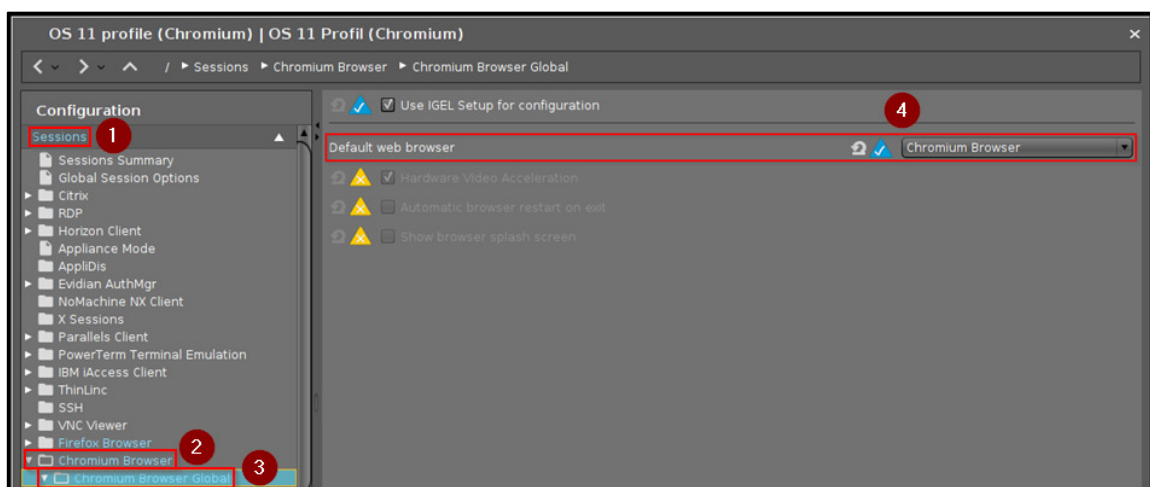 OS 11 profile (Chromium) | OS 11 Profil (Chromium)
/ Sessions Chromium Browser Chromium Browser Global
Configuration
Sessions 1
Sessions Summary
Global Session Options
Citrix
RDP
Horizon Client
Appliance Mode
AppliDis
Evidian AuthMgr
NoMachine NX Client
X Sessions
Parallels Client
PowerTerm Terminal Emulation
IBM iAccess Client
ThinLinc
SSH
VNC Viewer
Firefox Browser
Chromium Browser 2
Chromium Browser Global 3
Use IGEL Setup for configuration
4
Default web browser Chromium Browser
Hardware Video Acceleration
Automatic browser restart on exit
Show browser splash screen